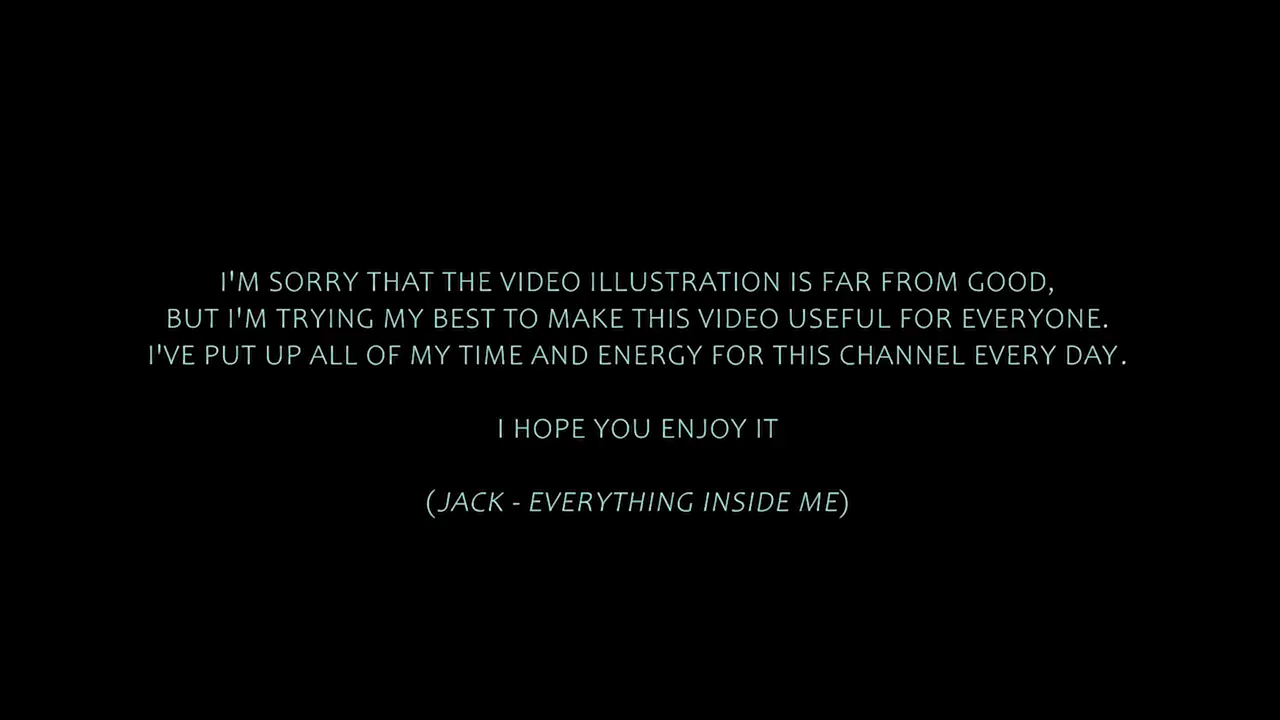 I'M SORRY THAT THE VIDEO ILLUSTRATION IS FAR FROM GOOD,
BUT I'M TRYING MY BEST TO MAKE THIS VIDEO USEFUL FOR EVERYONE.
I'VE PUT UP ALL OF MY TIME AND ENERGY FOR THIS CHANNEL EVERY DAY.
I HOPE YOU ENJOY IT
(JACK - EVERYTHING INSIDE ME)